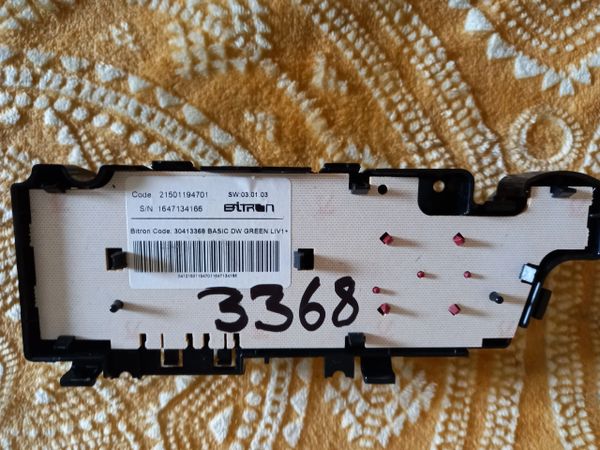 Code. 21501194701 SW:03.01.03
S/N 1647134166 BITRON
Bitron Code. 30413368 BASIC DW GREEN LIV1+
3368